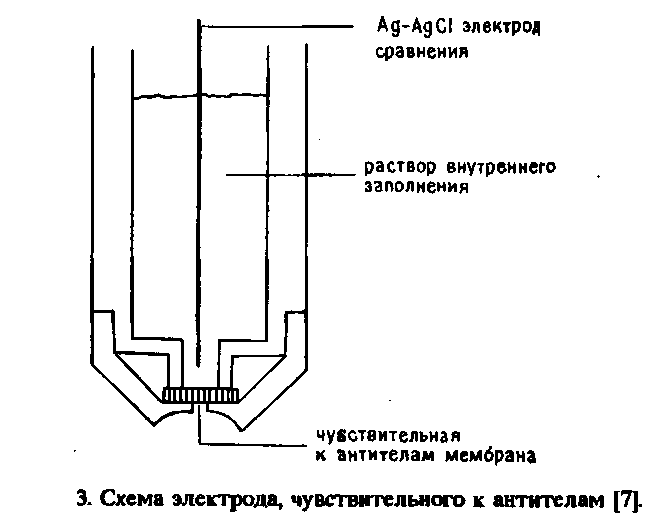 Ag-AgCl электрод
сравнения
раствор внутреннего
заполнения
чувствительная
к антителам мембрана
3. Схема электрода, чувствительного к антителам [7].